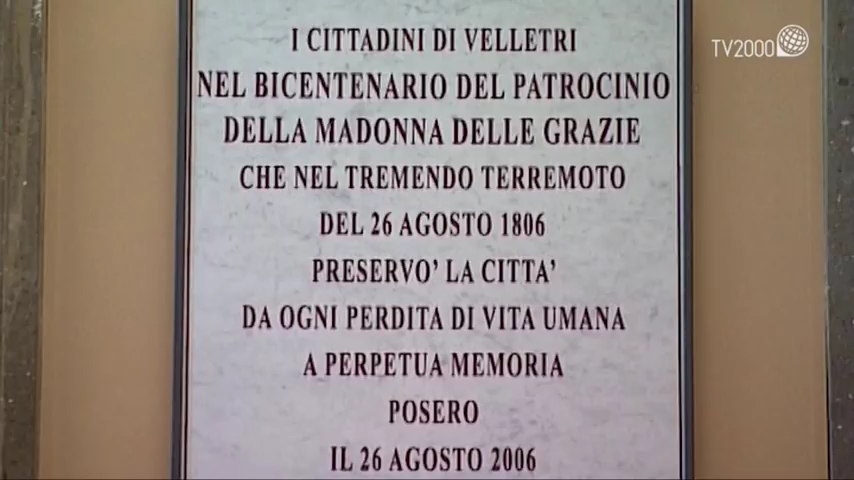 TV2000
I CITTADINI DI VELLETRI
NEL BICENTENARIO DEL PATROCINIO
DELLA MADONNA DELLE GRAZIE
CHE NEL TREMENDO TERREMOTO
DEL 26 AGOSTO 1806
PRESERVO' LA CITTA'
DA OGNI PERDITA DI VITA UMANA
A PERPETUA MEMORIA
POSERO
IL 26 AGOSTO 2006